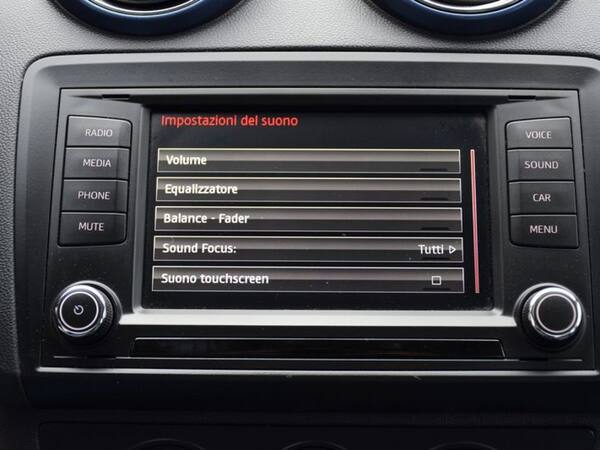 Impostazioni del suono
RADIO
MEDIA
PHONE
MUTE
Volume
Equalizzatore
Balance - Fader
Sound Focus: Tutti
Suono touchscreen
VOICE
SOUND
CAR
MENU